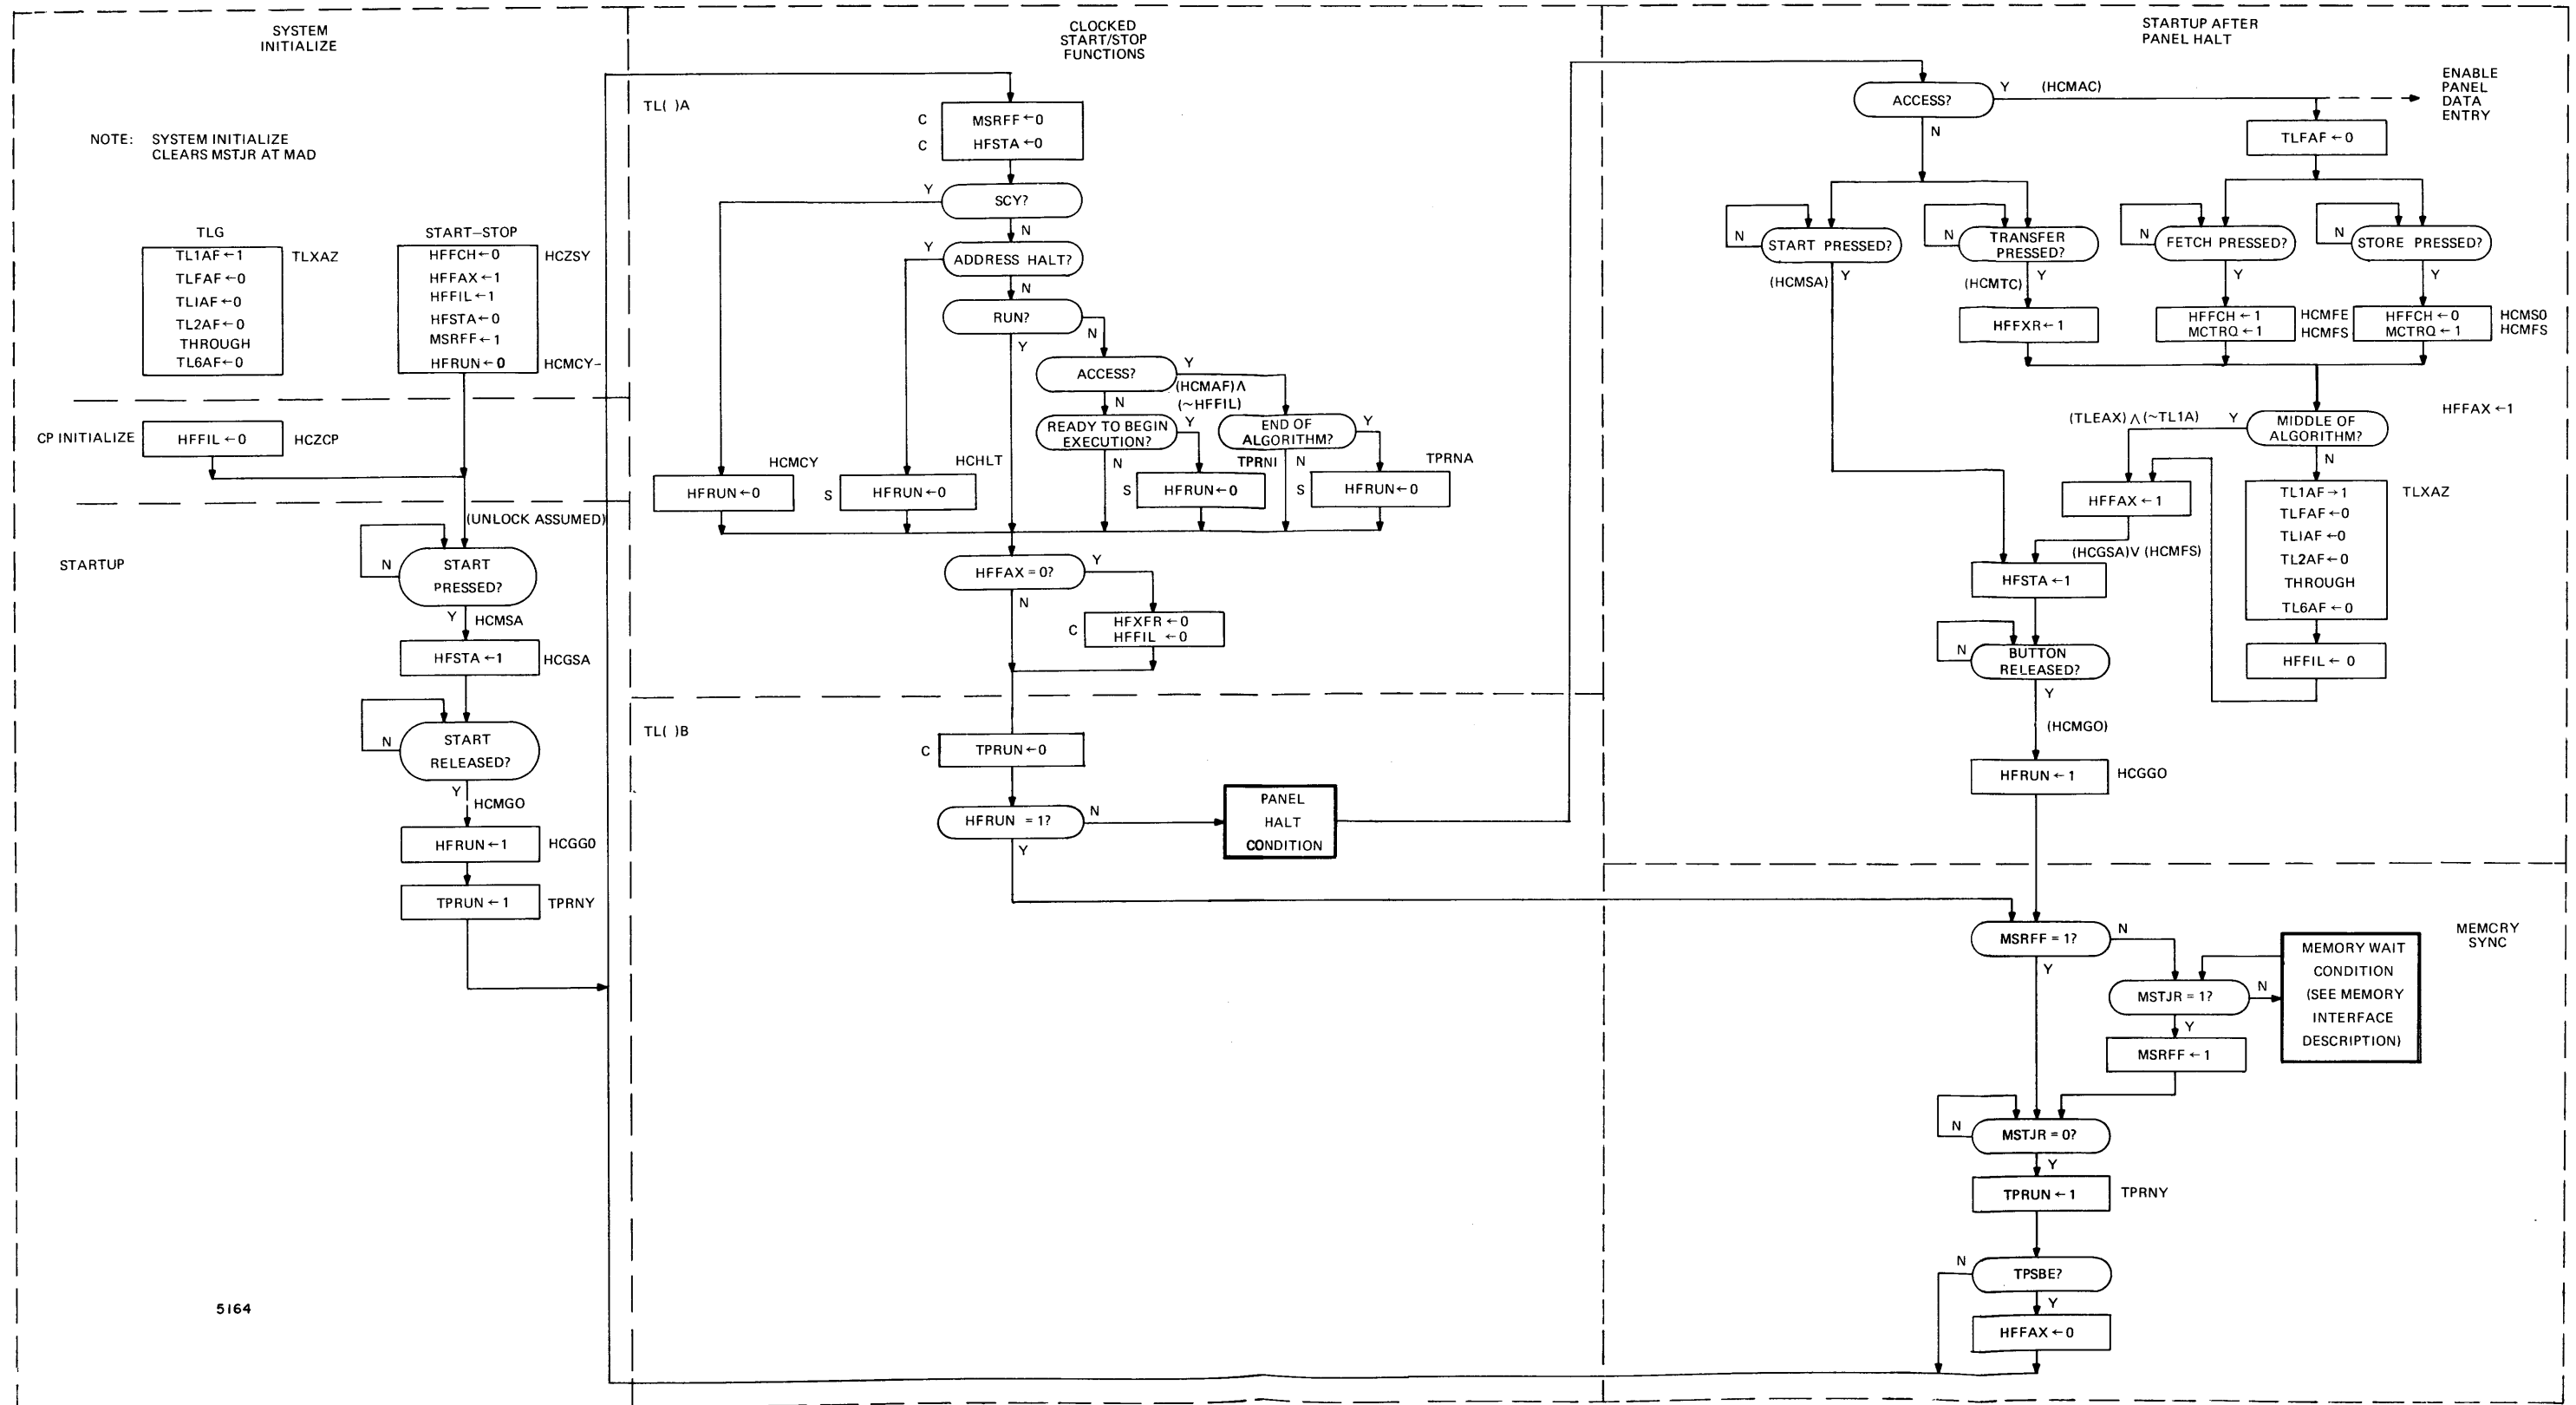 SYSTEM
INITIALIZE
NOTE: SYSTEM INITIALIZE
CLEARS MSTJR AT MAD
TLG
TL1AF←1
TLXAZ
TLFAF←0
TLIAF←0
TL2AF←0
THROUGH
TL6AF←0
START–STOP
HFFCH←0
HCZSY
HFFAX←1
HFFIL←1
HFSTA←0
MSRFF←1
HFRUN←0
HCMCY–
CP INITIALIZE
HFFIL←0
HCZCP
STARTUP
(UNLOCK ASSUMED)
START
PRESSED?
N
Y
HCMSA
HFSTA←1
HCGSA
START
RELEASED?
N
Y
HCMGO
HFRUN←1
HCGG0
TPRUN←1
TPRNY
5164
CLOCKED
START/STOP
FUNCTIONS
TL( )A
C
MSRFF←0
C
HFSTA←0
Y
SCY?
N
Y
ADDRESS HALT?
N
RUN?
N
Y
ACCESS?
Y
(HCMAF)∧
(~HFFIL)
N
READY TO BEGIN
EXECUTION?
Y
N
END OF
ALGORITHM?
Y
N
HCMCY
HFRUN←0
HCHLT
S
HFRUN←0
TPRNI
S
HFRUN←0
TPRNA
S
HFRUN←0
HFFAX = 0?
Y
N
C
HFXFR←0
HFFIL ←0
TL( )B
C
TPRUN←0
HFRUN = 1?
N
Y
PANEL
HALT
CONDITION
STARTUP AFTER
PANEL HALT
ACCESS?
Y
(HCMAC)
N
ENABLE
PANEL
DATA
ENTRY
TLFAF←0
N
START PRESSED?
Y
(HCMSA)
N
TRANSFER
PRESSED?
Y
(HCMTC)
HFFXR←1
N
FETCH PRESSED?
Y
HFFCH ←1
HCMFE
MCTRQ ←1
HCMFS
N
STORE PRESSED?
Y
HFFCH ←0
HCMS0
MCTRQ ←1
HCMFS
HFFAX ←1
(TLEAX)∧(~TL1A)
Y
MIDDLE OF
ALGORITHM?
N
HFFAX←1
TL1AF→1
TLXAZ
TLFAF←0
TLIAF←0
TL2AF←0
THROUGH
TL6AF←0
HFFIL←0
(HCGSA)∨(HCMFS)
HFSTA←1
N
BUTTON
RELEASED?
Y
(HCMGO)
HFRUN←1
HCGGO
MSRFF = 1?
N
Y
MEMCRY
SYNC
MSTJR = 1?
N
Y
MEMORY WAIT
CONDITION
(SEE MEMORY
INTERFACE
DESCRIPTION)
MSRFF←1
N
MSTJR = 0?
Y
TPRUN←1
TPRNY
N
TPSBE?
Y
HFFAX←0